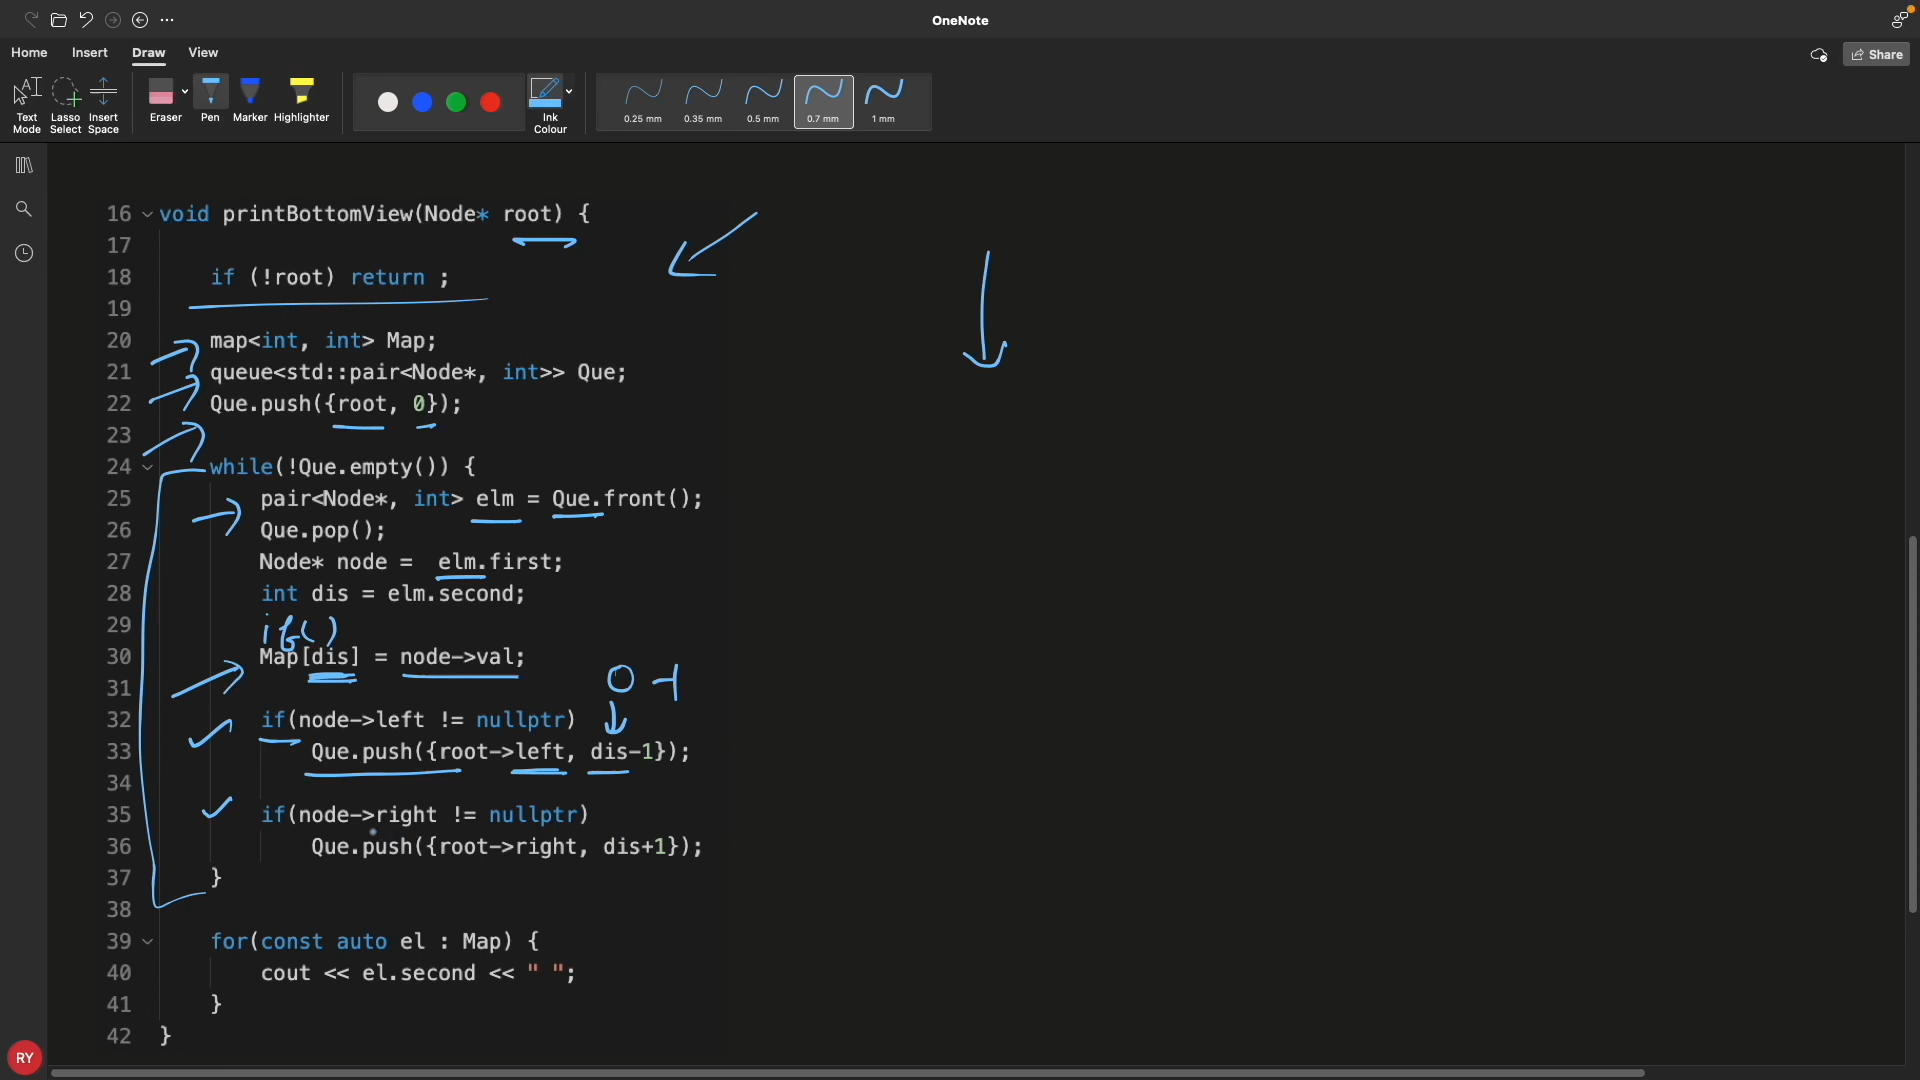 OneNote
Home Insert Draw View
Share
Text Mode
Lasso Select
Insert Space
Eraser
Pen
Marker
Highlighter
Ink Colour
0.25 mm
0.35 mm
0.5 mm
0.7 mm
1 mm
16 void printBottomView(Node* root) {
17
18 if (!root) return ;
19
20 map<int, int> Map;
21 queue<std::pair<Node*, int>> Que;
22 Que.push({root, 0});
23
24 while(!Que.empty()) {
25 pair<Node*, int> elm = Que.front();
26 Que.pop();
27 Node* node =  elm.first;
28 int dis = elm.second;
29 if()
30 Map[dis] = node->val;
31 0 -1
32 if(node->left != nullptr)
33 Que.push({root->left, dis-1});
34
35 if(node->right != nullptr)
36 Que.push({root->right, dis+1});
37 }
38
39 for(const auto el : Map) {
40 cout << el.second << " ";
41 }
42 }
RY